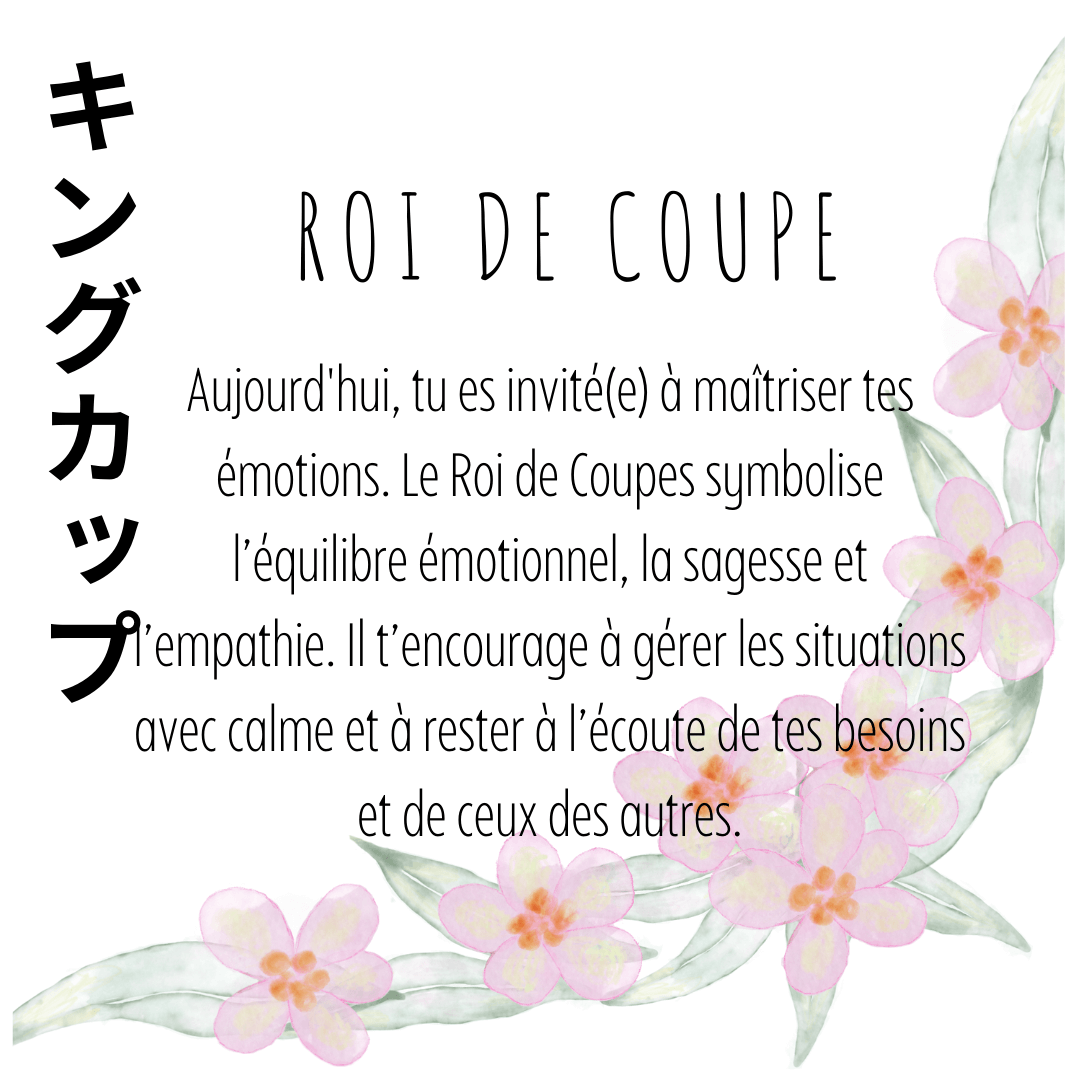 キングカップ
ROI DE COUPE
Aujourd'hui, tu es invité(e) à maîtriser tes
émotions. Le Roi de Coupes symbolise
l’équilibre émotionnel, la sagesse et
l’empathie. Il t’encourage à gérer les situations
avec calme et à rester à l’écoute de tes besoins
et de ceux des autres.